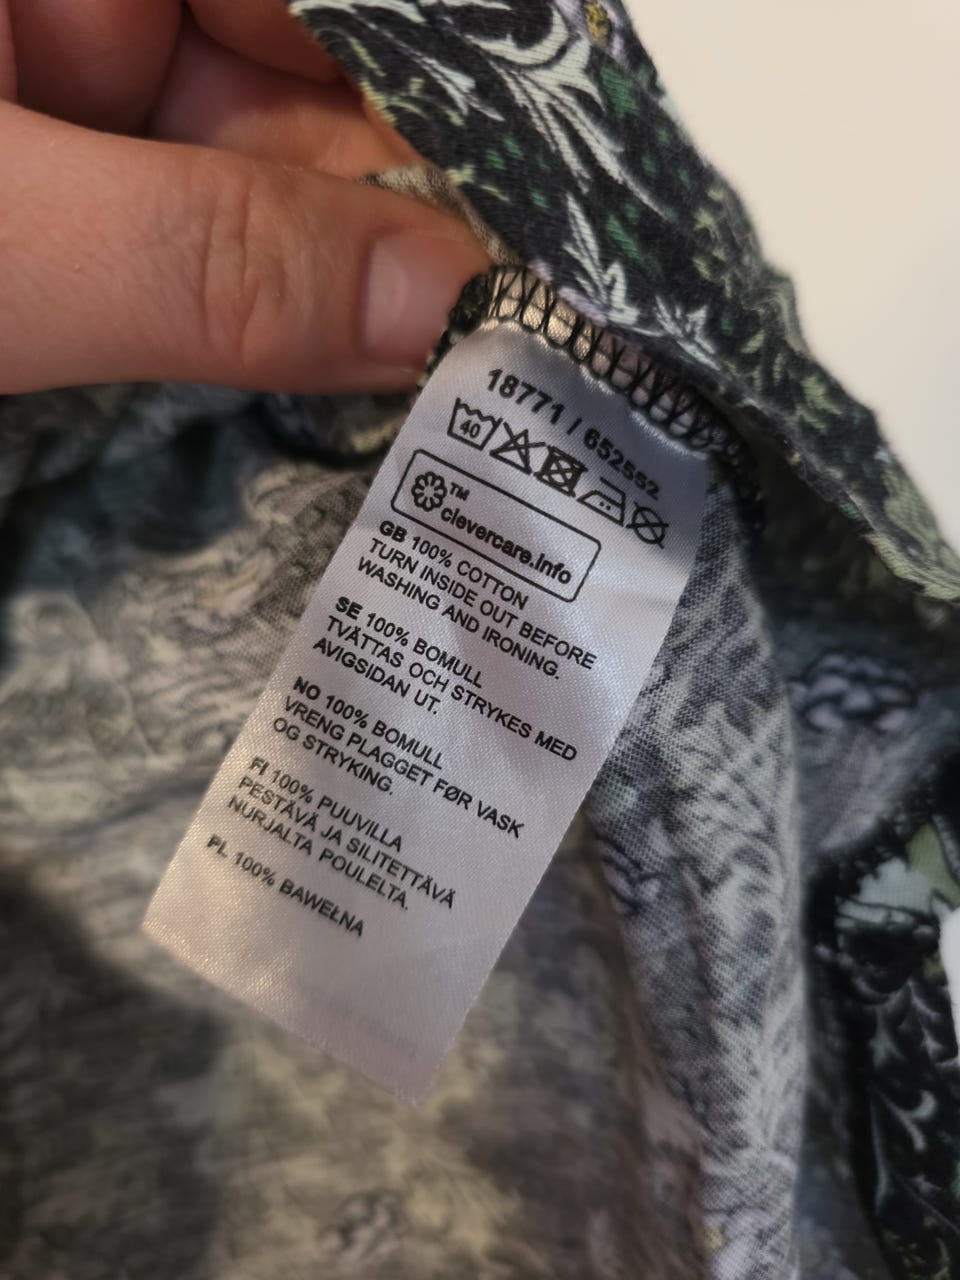 18771 / 652552
40
TM
clevercare.info
GB 100% COTTON
TURN INSIDE OUT BEFORE
WASHING AND IRONING.
SE 100% BOMULL
TVÄTTAS OCH STRYKES MED
AVIGSIDAN UT.
NO 100% BOMULL
VRENG PLAGGET FØR VASK
OG STRYKING.
FI 100% PUUVILLA
PESTÄVÄ JA SILITETTÄVÄ
NURJALTA POULELTA.
PL 100% BAWEŁNA